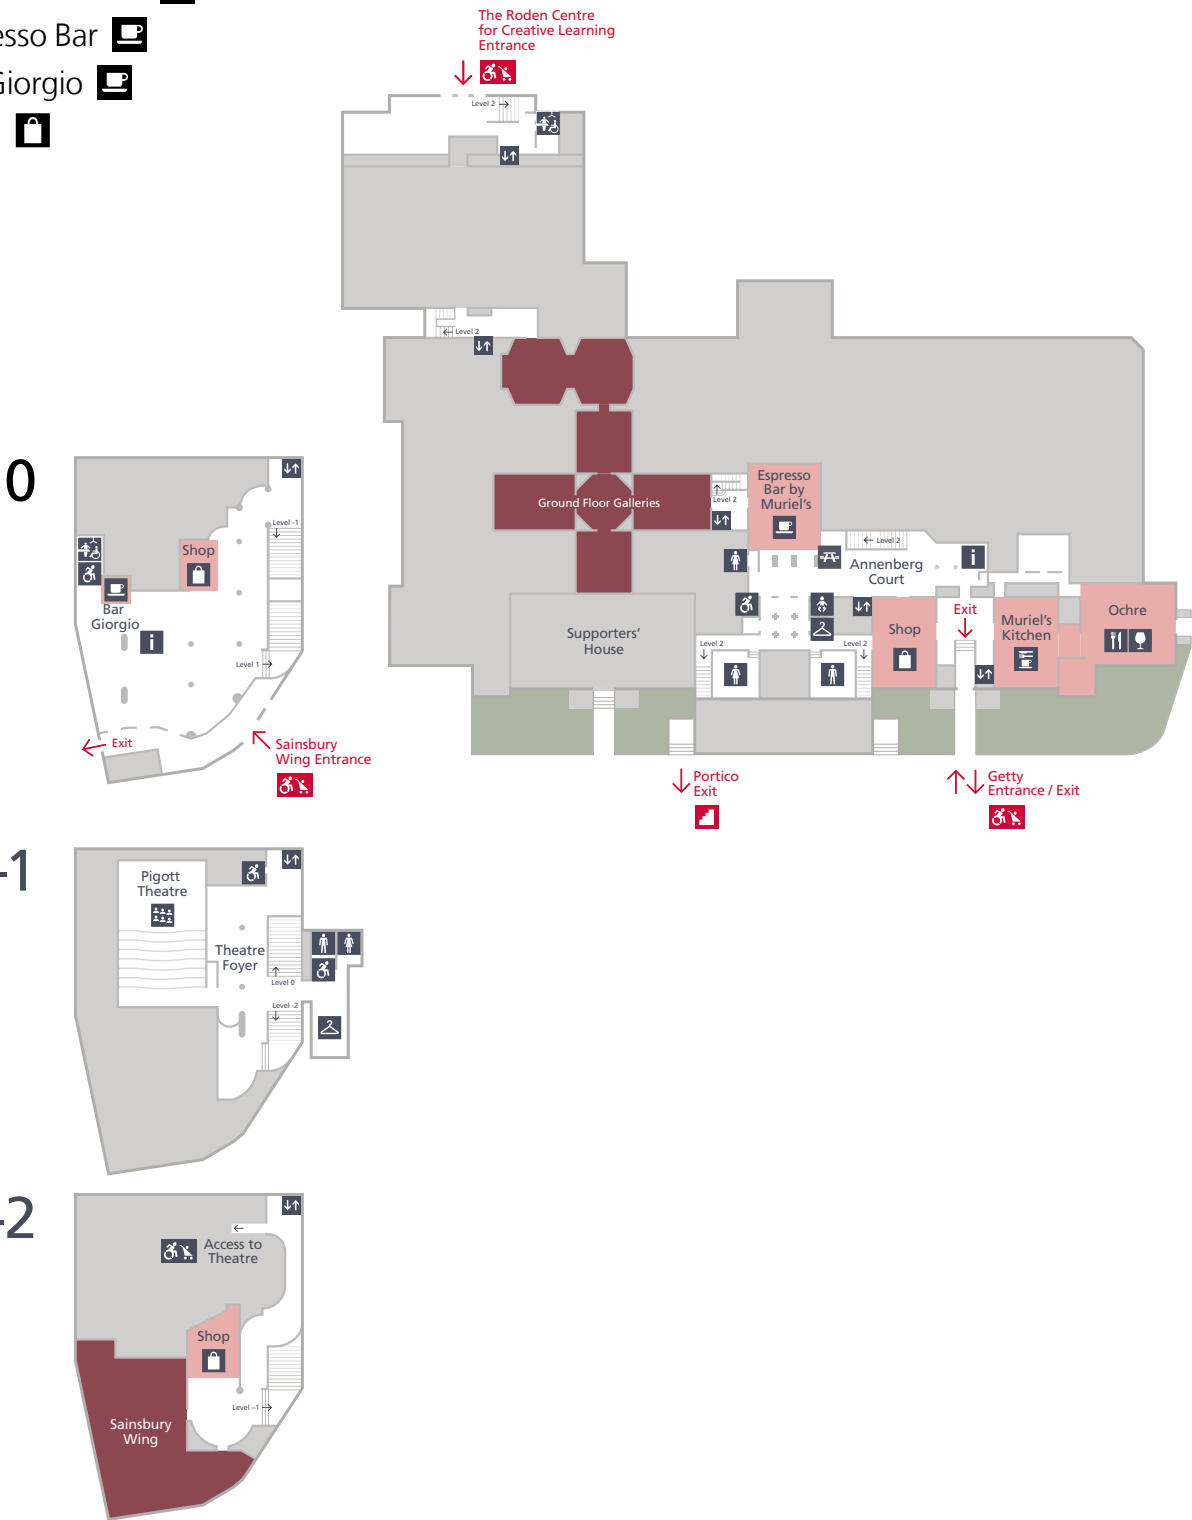 esso Bar
Giorgio
The Roden Centre
for Creative Learning
Entrance
Level 2
Level 2
0
Level -1
Shop
Bar
Giorgio
i
Level 1
Exit
Sainsbury
Wing Entrance
Ground Floor Galleries
Level 2
Espresso
Bar by
Muriel's
Level 2
Annenberg
Court
i
Supporters'
House
Level 2
Level 2
Shop
Exit
Muriel's
Kitchen
Ochre
Portico
Exit
Getty
Entrance / Exit
-1
Pigott
Theatre
Theatre
Foyer
Level 0
Level -2
-2
Access to
Theatre
Shop
Level -1
Sainsbury
Wing